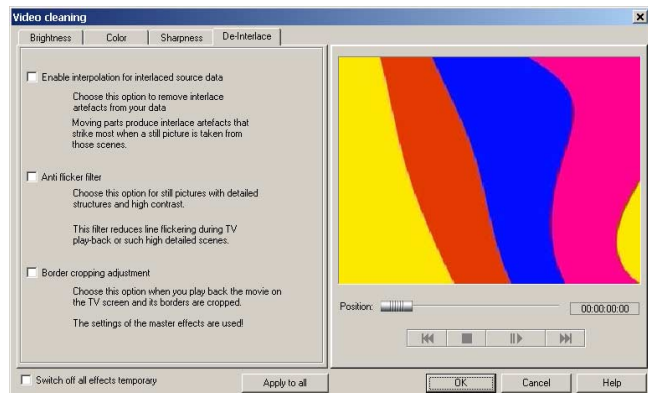 Video cleaning
Brightness
Color
Sharpness
De-Interlace
Enable interpolation for interlaced source data
Choose this option to remove interlace
artefacts from your data
Moving parts produce interlace artefacts that
strike most when a still picture is taken from
those scenes.
Anti flicker filter
Choose this option for still pictures with detailed
structures and high contrast.
This filter reduces line flickering during TV
play-back or such high detailed scenes.
Border cropping adjustment
Choose this option when you play back the movie on
the TV screen and its borders are cropped.
The settings of the master effects are used!
Position:
00:00:00:00
Switch off all effects temporary
Apply to all
OK
Cancel
Help